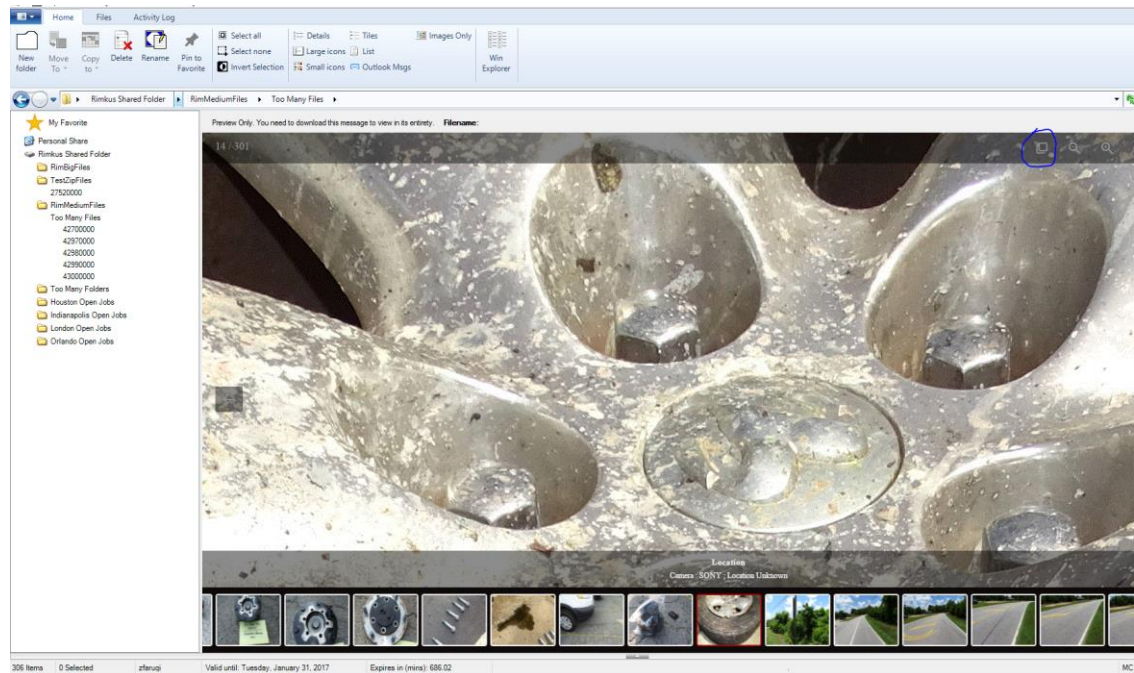 Home Files Activity Log
New folder
Move To
Copy to
Delete
Rename
Pin to Favorite
Select all
Select none
Invert Selection
Details
Large icons
Small icons
Tiles
List
Outlook Msgs
Images Only
Win Explorer
Rimkus Shared Folder RimMediumFiles Too Many Files
My Favorite
Personal Share
Rimkus Shared Folder
RimBigFiles
TestZipFiles
27520000
RimMediumFiles
Too Many Files
42700000
42970000
42980000
42990000
43000000
Too Many Folders
Houston Open Jobs
Indianapolis Open Jobs
London Open Jobs
Orlando Open Jobs
Preview Only. You need to download this message to view in its entirety. Filename:
14 / 301
Location
Camera : SONY ; Location Unknown
306 Items 0 Selected zfaruqi Valid until: Tuesday, January 31, 2017 Expires in (mins): 686.02 MC